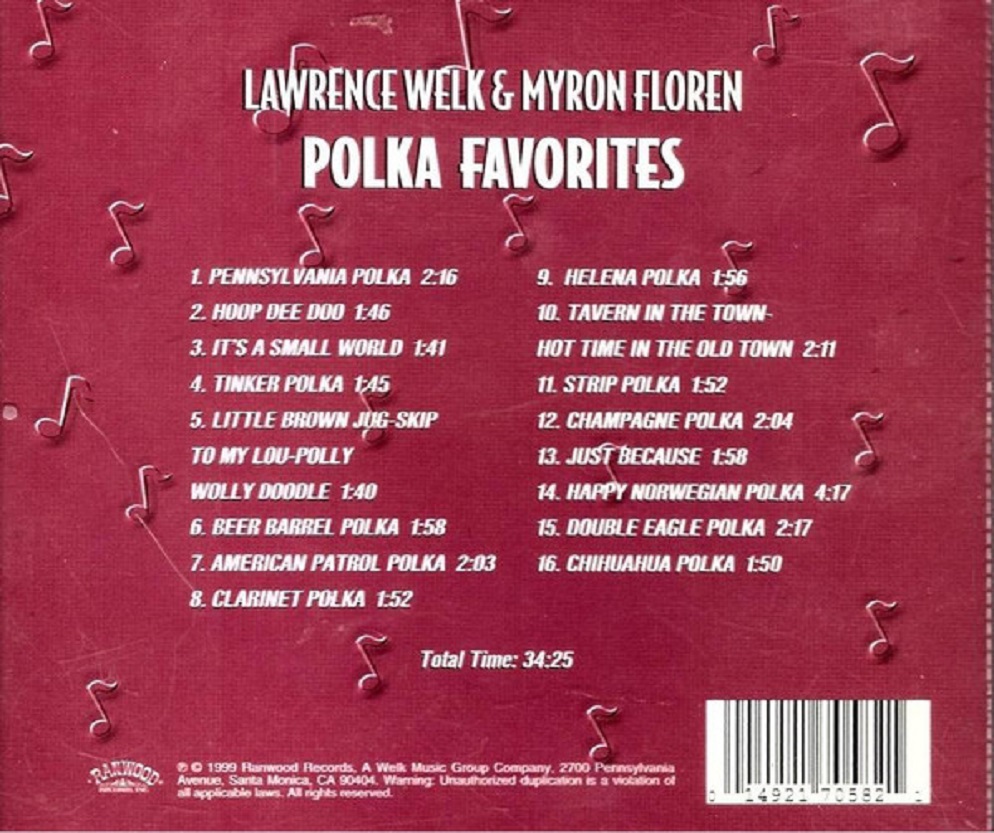 LAWRENCE WELK & MYRON FLOREN
POLKA FAVORITES
1. PENNSYLVANIA POLKA 2:16
2. HOOP DEE DOO 1:46
3. IT'S A SMALL WORLD 1:41
4. TINKER POLKA 1:45
5. LITTLE BROWN JUG-SKIP
TO MY LOU-POLLY
WOLLY DOODLE 1:40
6. BEER BARREL POLKA 1:58
7. AMERICAN PATROL POLKA 2:03
8. CLARINET POLKA 1:52
9. HELENA POLKA 1:56
10. TAVERN IN THE TOWN-
HOT TIME IN THE OLD TOWN 2:11
11. STRIP POLKA 1:52
12. CHAMPAGNE POLKA 2:04
13. JUST BECAUSE 1:58
14. HAPPY NORWEGIAN POLKA 4:17
15. DOUBLE EAGLE POLKA 2:17
16. CHIHUAHUA POLKA 1:50
Total Time: 34:25
RANWOOD
RECORDS, INC.
℗ © 1999 Ranwood Records, A Welk Music Group Company, 2700 Pennsylvania
Avenue, Santa Monica, CA 90404. Warning: Unauthorized duplication is a violation of
all applicable laws. All rights reserved.
0 14921 70582 1